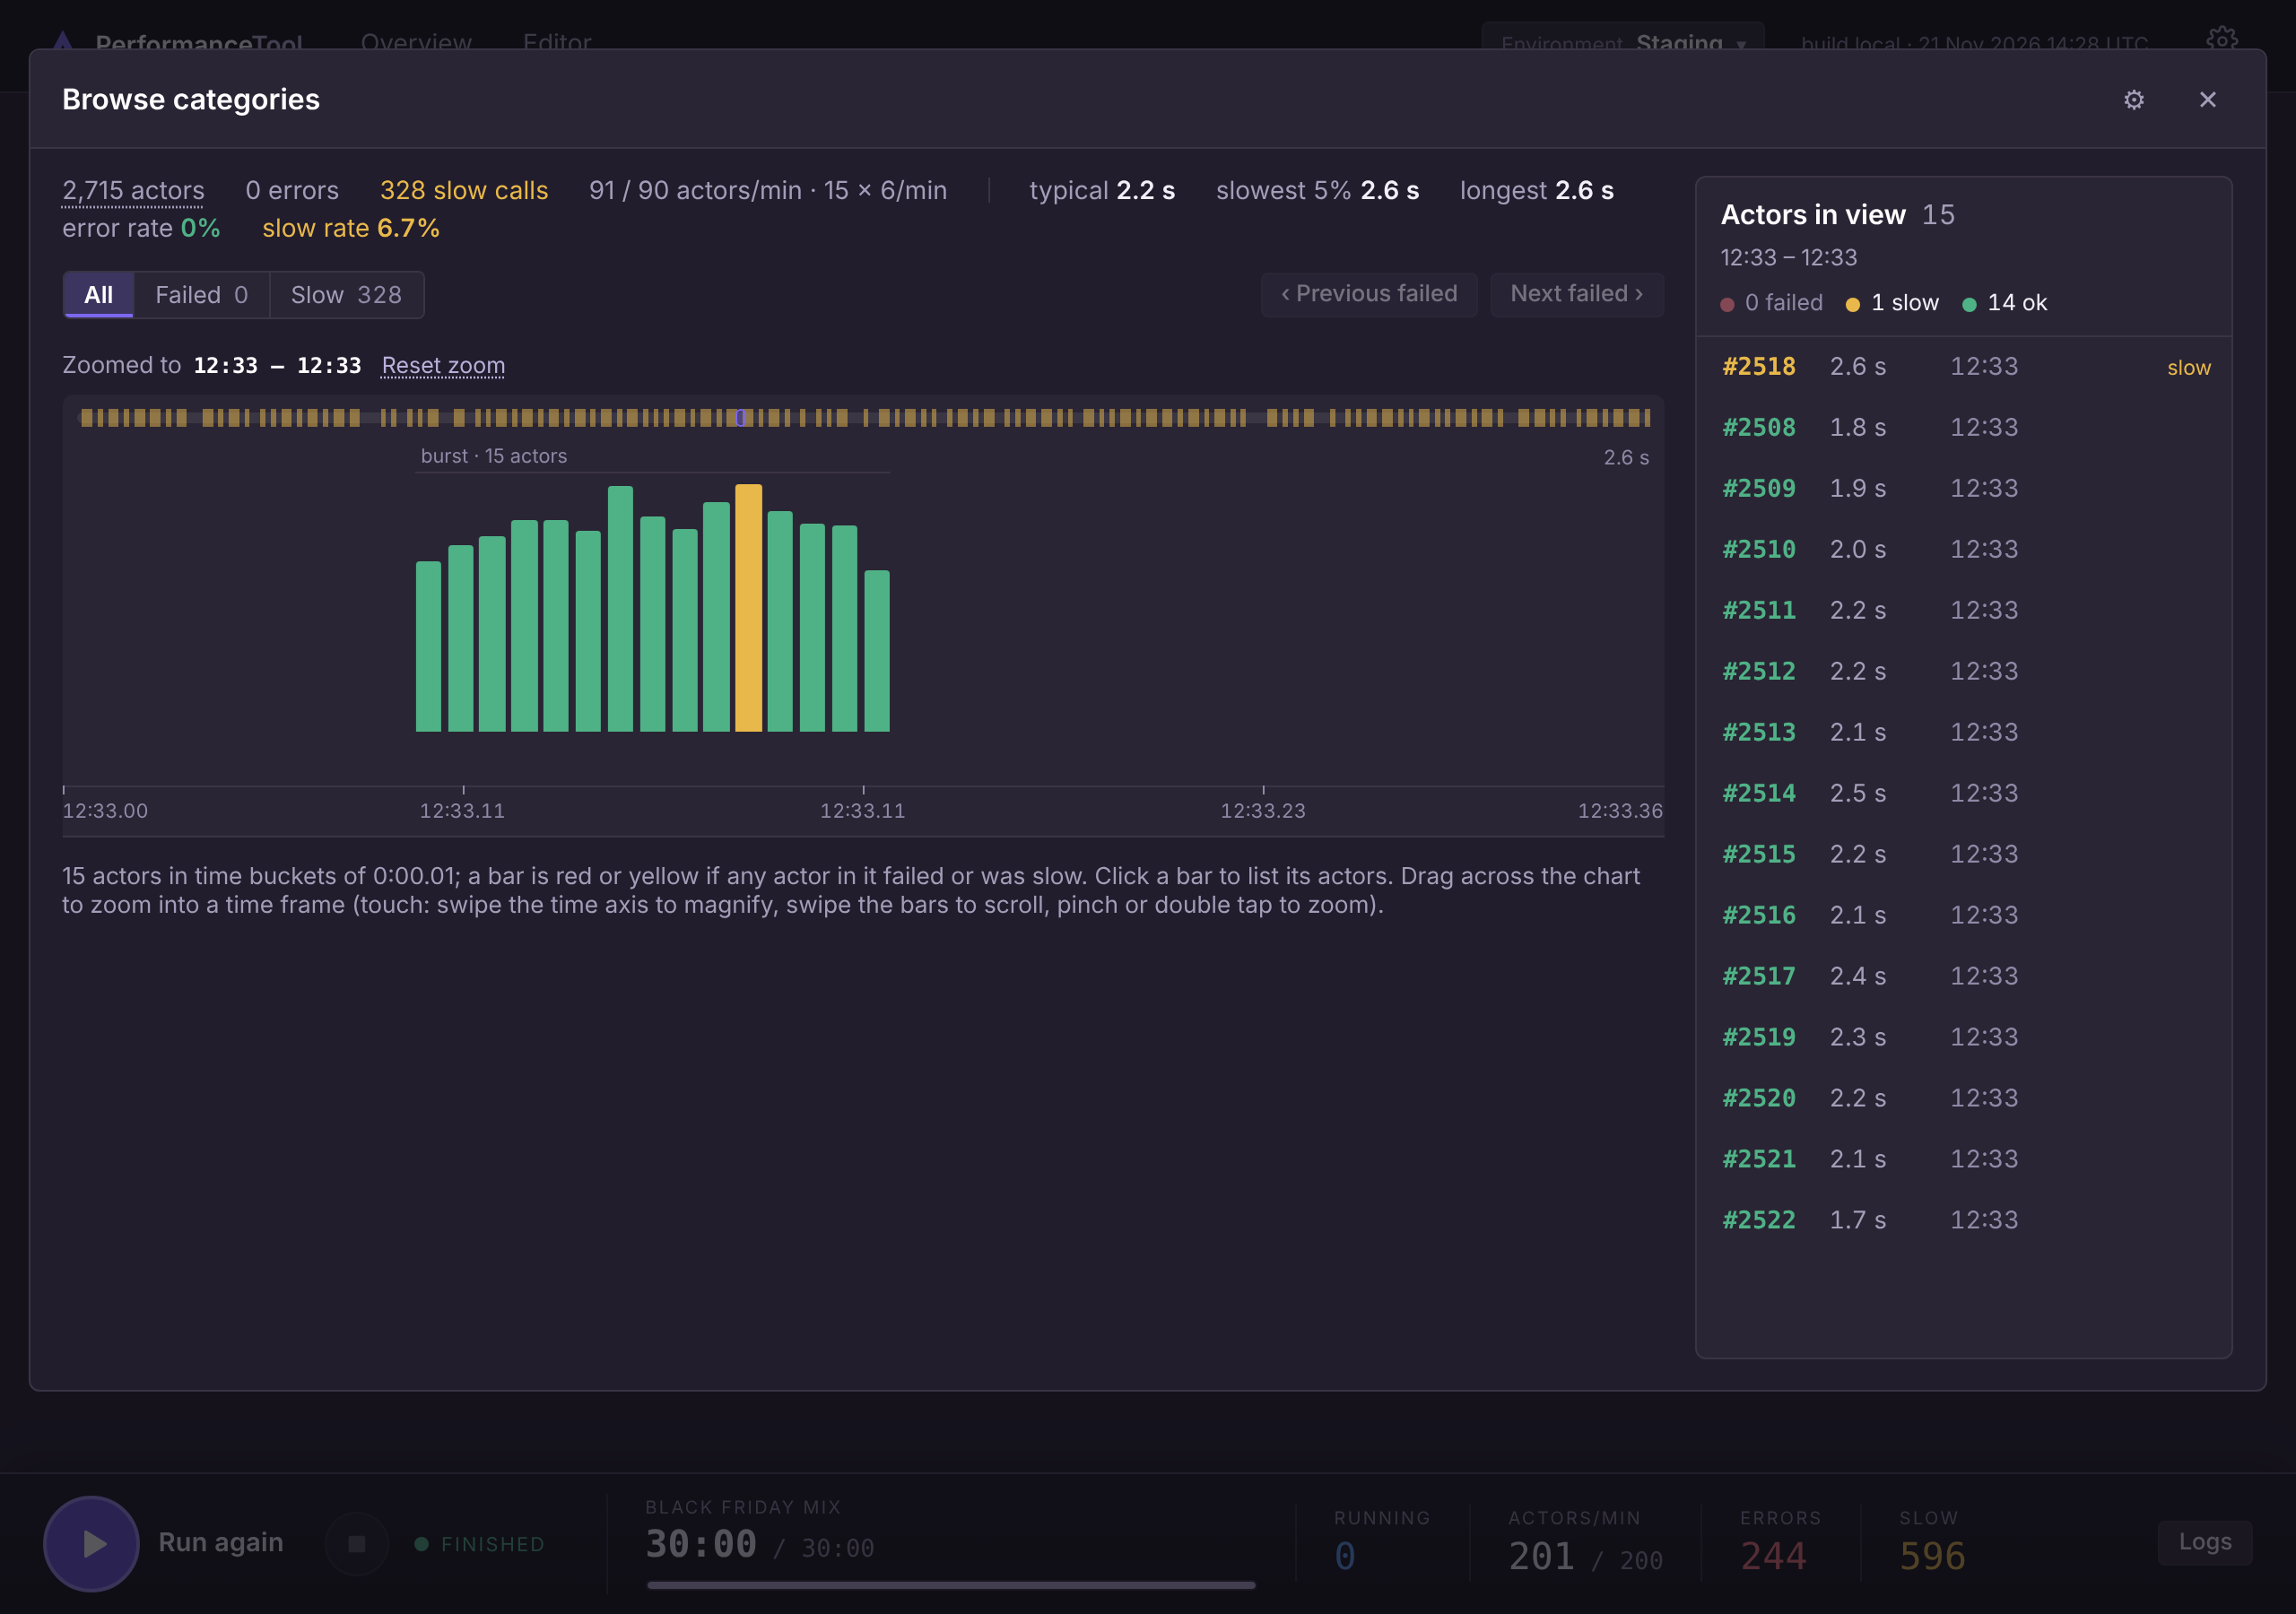 PerformanceTool Overview Editor Environment Staging ▾ build local · 21 Nov 2026 14:28 UTC
Browse categories
2,715 actors 0 errors 328 slow calls 91 / 90 actors/min · 15 × 6/min typical 2.2 s slowest 5% 2.6 s longest 2.6 s
error rate 0% slow rate 6.7%
All Failed 0 Slow 328 ‹ Previous failed Next failed ›
Zoomed to 12:33 – 12:33 Reset zoom
burst · 15 actors 2.6 s
12:33.00 12:33.11 12:33.11 12:33.23 12:33.36
15 actors in time buckets of 0:00.01; a bar is red or yellow if any actor in it failed or was slow. Click a bar to list its actors. Drag across the chart
to zoom into a time frame (touch: swipe the time axis to magnify, swipe the bars to scroll, pinch or double tap to zoom).
Actors in view 15
12:33 – 12:33
0 failed 1 slow 14 ok
#2518 2.6 s 12:33 slow
#2508 1.8 s 12:33
#2509 1.9 s 12:33
#2510 2.0 s 12:33
#2511 2.2 s 12:33
#2512 2.2 s 12:33
#2513 2.1 s 12:33
#2514 2.5 s 12:33
#2515 2.2 s 12:33
#2516 2.1 s 12:33
#2517 2.4 s 12:33
#2519 2.3 s 12:33
#2520 2.2 s 12:33
#2521 2.1 s 12:33
#2522 1.7 s 12:33
Run again FINISHED
BLACK FRIDAY MIX
30:00 / 30:00
RUNNING
0
ACTORS/MIN
201 / 200
ERRORS
244
SLOW
596
Logs